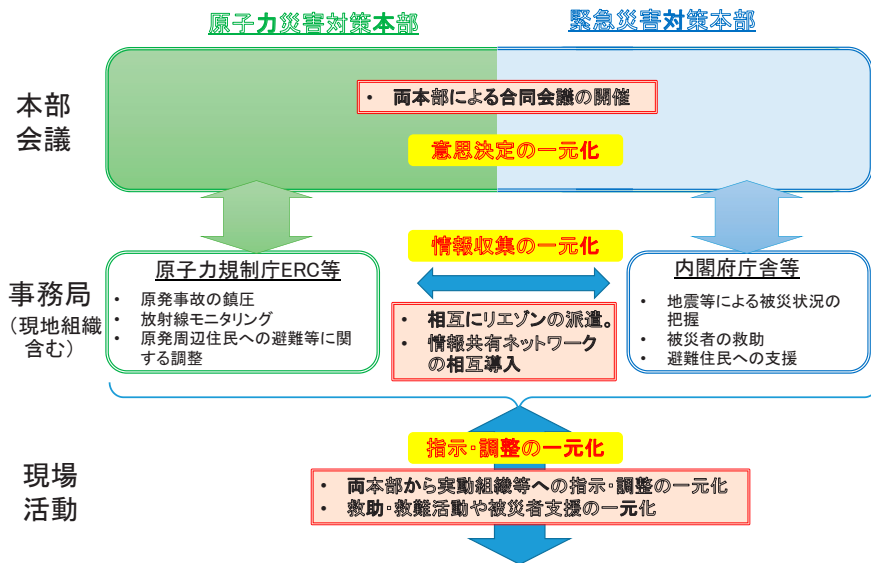 原子力災害対策本部
緊急災害対策本部
本部
会議
・ 両本部による合同会議の開催
意思決定の一元化
情報収集の一元化
事務局
（現地組織
含む）
原子力規制庁ERC等
・ 原発事故の鎮圧
・ 放射線モニタリング
・ 原発周辺住民への避難等に関
する調整
・ 相互にリエゾンの派遣。
・ 情報共有ネットワーク
の相互導入
内閣府庁舎等
・ 地震等による被災状況の
把握
・ 被災者の救助
・ 避難住民への支援
指示・調整の一元化
現場
活動
・ 両本部から実動組織等への指示・調整の一元化
・ 救助・救難活動や被災者支援の一元化